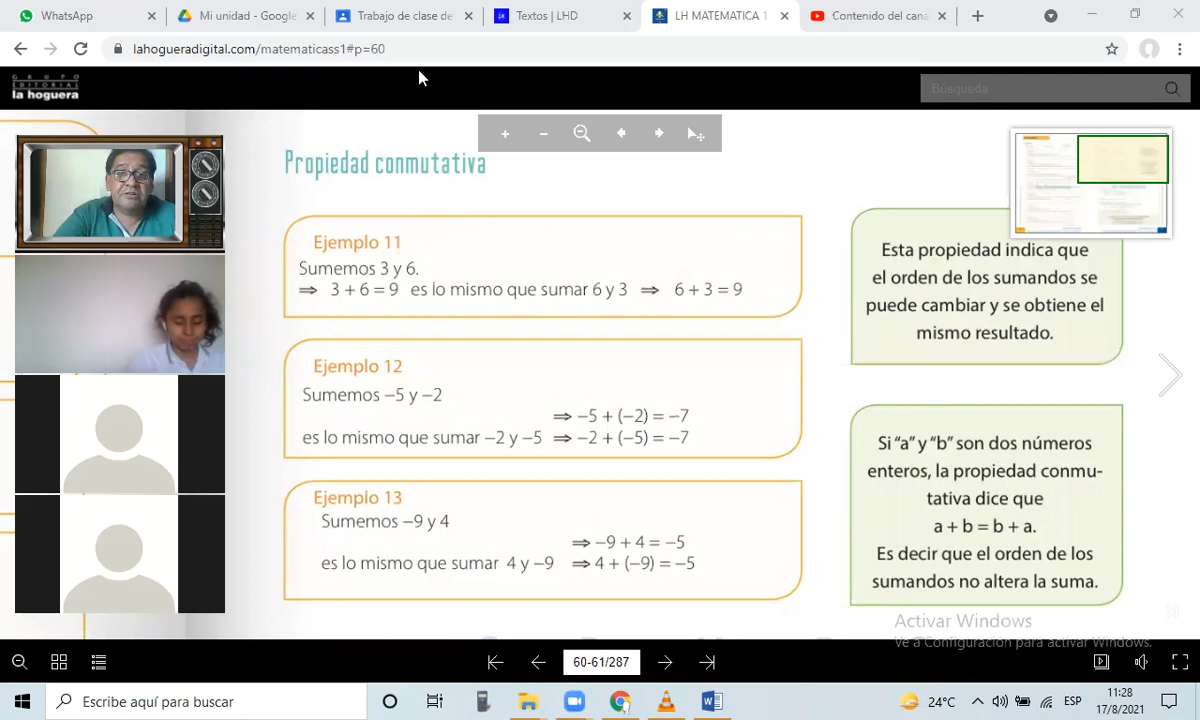 WhatsApp
Mi unidad - Google
Trabajo de clase de
Textos | LHD
LH MATEMATICA 1
Contenido del cana
lahogueradigital.com/matematicass1#p=60
GRUPO
EDITORIAL
la hoguera
Búsqueda
Propiedad conmutativa
Ejemplo 11
Sumemos 3 y 6.
⇒ 3 + 6 = 9 es lo mismo que sumar 6 y 3 ⇒ 6 + 3 = 9
Ejemplo 12
Sumemos –5 y –2
⇒ –5 + (–2) = –7
es lo mismo que sumar –2 y –5 ⇒ –2 + (–5) = –7
Ejemplo 13
Sumemos –9 y 4
⇒ –9 + 4 = –5
es lo mismo que sumar 4 y –9 ⇒ 4 + (–9) = –5
Esta propiedad indica que
el orden de los sumandos se
puede cambiar y se obtiene el
mismo resultado.
Si “a” y “b” son dos números
enteros, la propiedad conmu-
tativa dice que
a + b = b + a.
Es decir que el orden de los
sumandos no altera la suma.
Activar Windows
Ve a Configuración para activar Windows.
60-61/287
Escribe aquí para buscar
24°C
ESP
11:28
17/8/2021